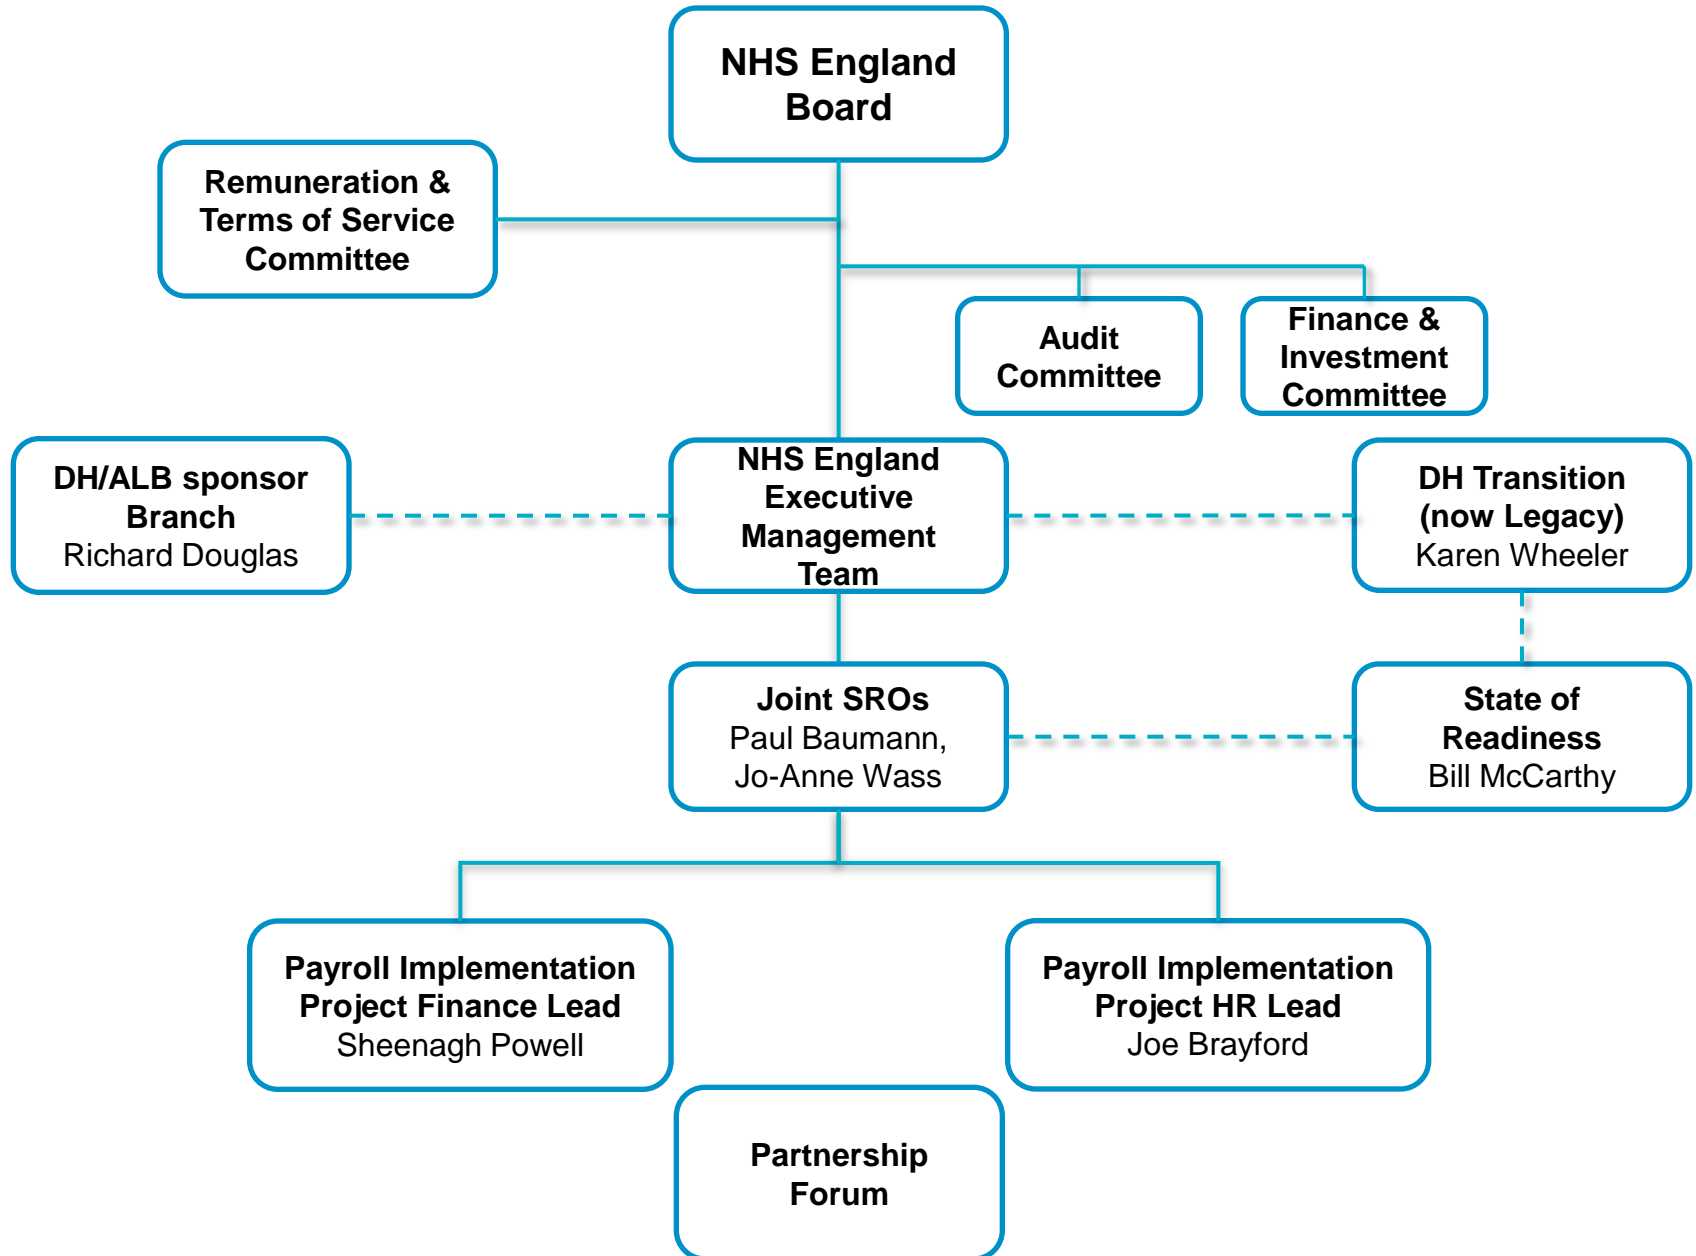 NHS England
Board
Remuneration &
Terms of Service
Committee
Audit
Committee
Finance &
Investment
Committee
DH/ALB sponsor
Branch
Richard Douglas
NHS England
Executive
Management
Team
DH Transition
(now Legacy)
Karen Wheeler
Joint SROs
Paul Baumann,
Jo-Anne Wass
State of
Readiness
Bill McCarthy
Payroll Implementation
Project Finance Lead
Sheenagh Powell
Payroll Implementation
Project HR Lead
Joe Brayford
Partnership
Forum